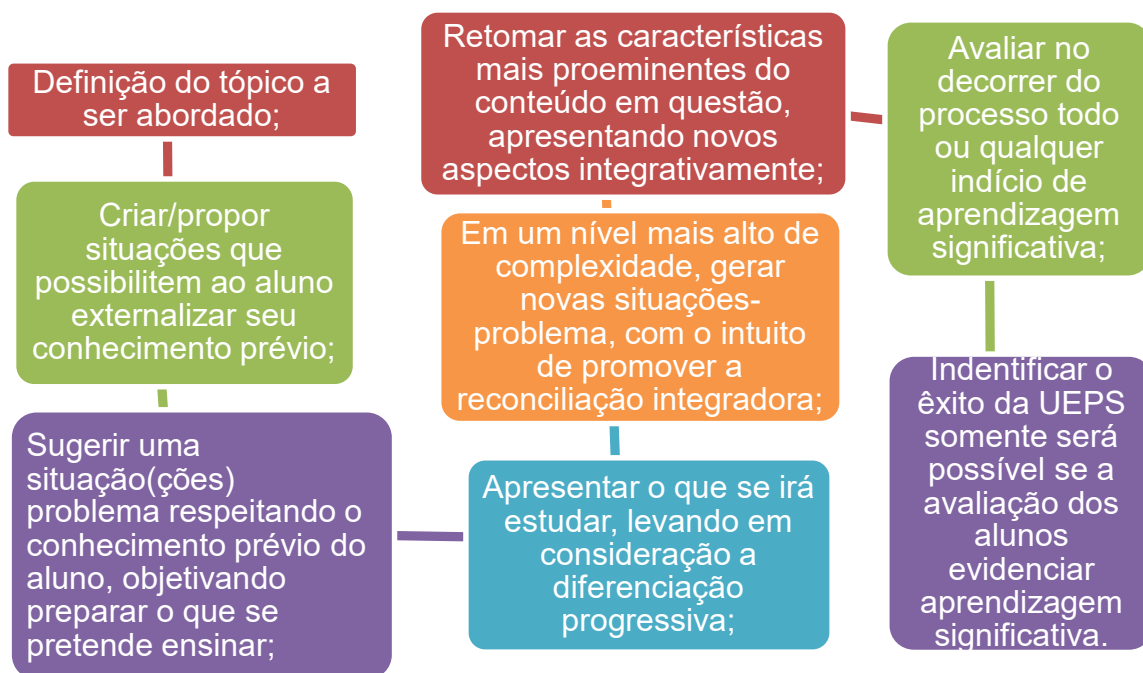 Definição do tópico a
ser abordado;
Criar/propor
situações que
possibilitem ao aluno
externalizar seu
conhecimento prévio;
Sugerir uma
situação(ções)
problema respeitando o
conhecimento prévio do
aluno, objetivando
preparar o que se
pretende ensinar;
Apresentar o que se irá
estudar, levando em
consideração a
diferenciação
progressiva;
Em um nível mais alto de
complexidade, gerar
novas situações-
problema, com o intuito
de promover a
reconciliação integradora;
Retomar as características
mais proeminentes do
conteúdo em questão,
apresentando novos
aspectos integrativamente;
Avaliar no
decorrer do
processo todo
ou qualquer
indício de
aprendizagem
significativa;
Indentificar o
êxito da UEPS
somente será
possível se a
avaliação dos
alunos
evidenciar
aprendizagem
significativa.